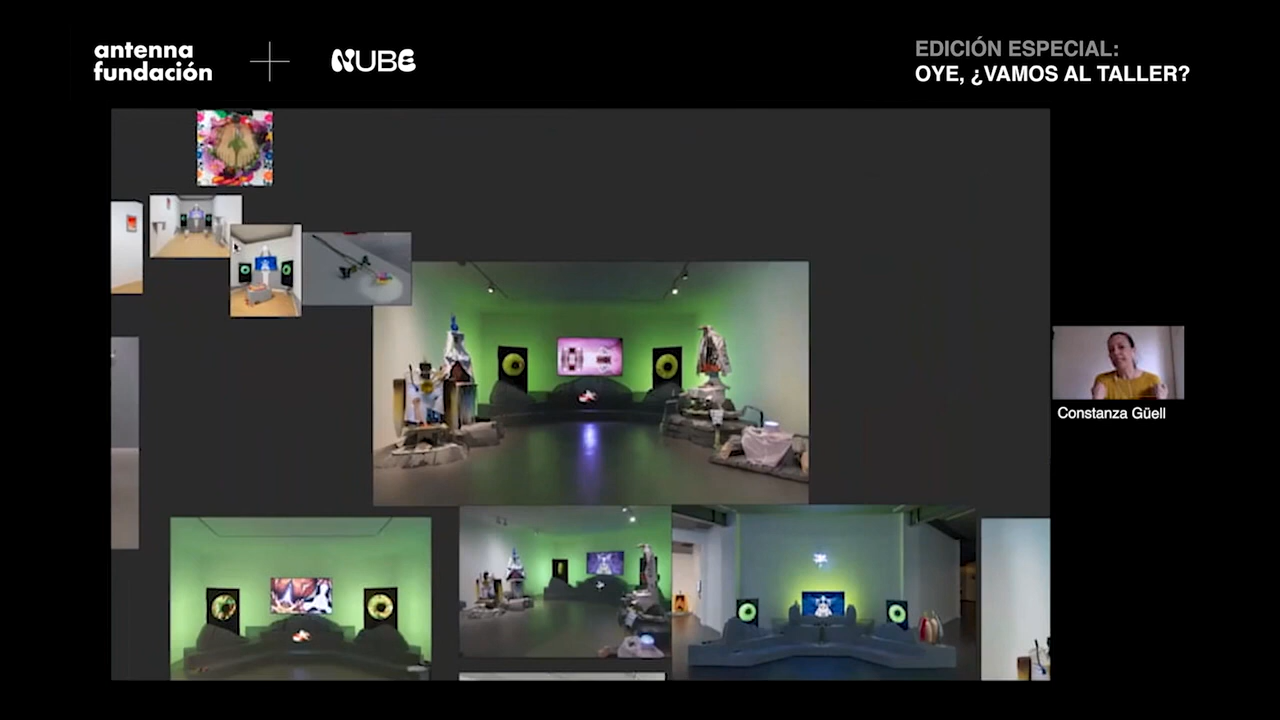 antenna
fundación
NUBE
EDICIÓN ESPECIAL:
OYE, ¿VAMOS AL TALLER?
Constanza Güell